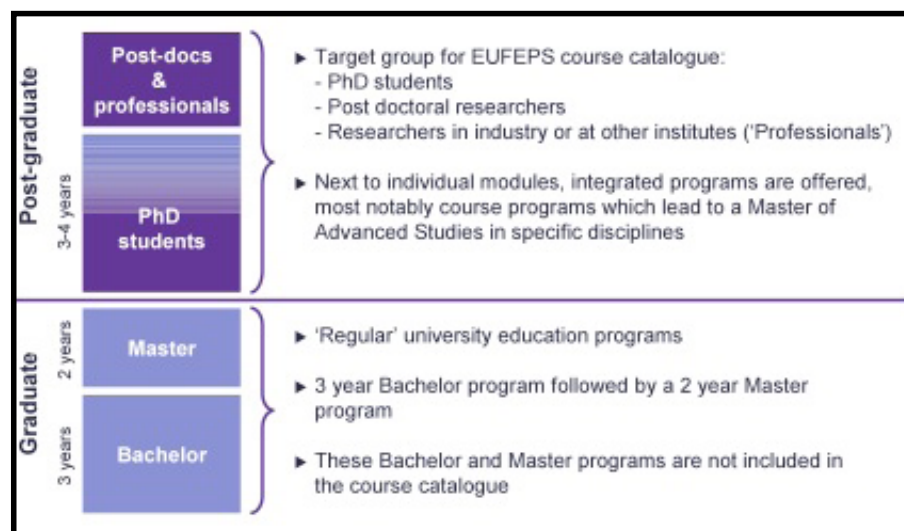 Post-graduate
3-4 years
Post-docs
&
professionals
PhD
students
► Target group for EUFEPS course catalogue:
- PhD students
- Post doctoral researchers
- Researchers in industry or at other institutes (‘Professionals’)
► Next to individual modules, integrated programs are offered,
most notably course programs which lead to a Master of
Advanced Studies in specific disciplines
Graduate
2 years
Master
3 years
Bachelor
► ‘Regular’ university education programs
► 3 year Bachelor program followed by a 2 year Master
program
► These Bachelor and Master programs are not included in
the course catalogue